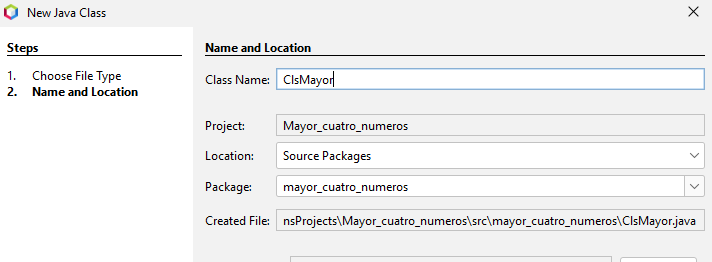 New Java Class
Steps
1. Choose File Type
2. Name and Location
Name and Location
Class Name: ClsMayor
Project: Mayor_cuatro_numeros
Location: Source Packages
Package: mayor_cuatro_numeros
Created File: nsProjects\Mayor_cuatro_numeros\src\mayor_cuatro_numeros\ClsMayor.java